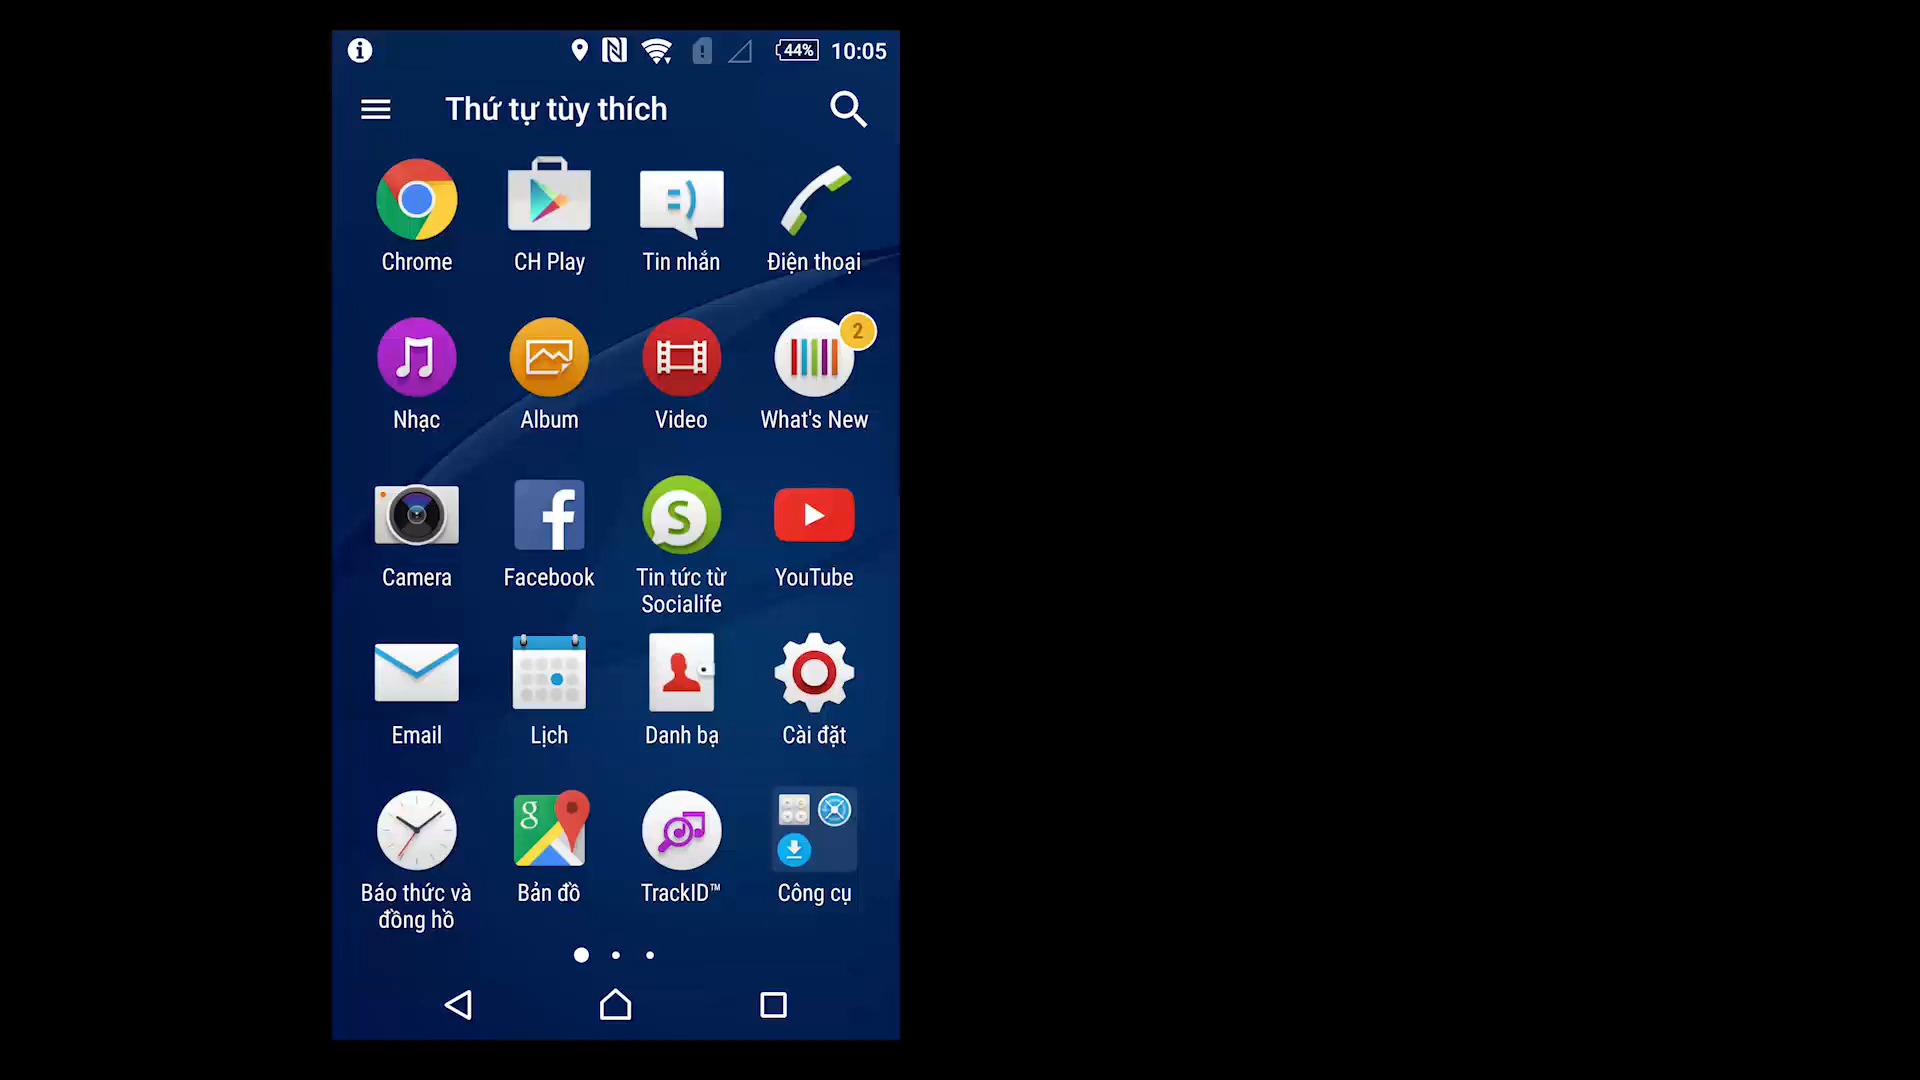 44% 10:05
Thứ tự tùy thích
Chrome CH Play Tin nhắn Điện thoại
2
Nhạc Album Video What's New
Camera Facebook Tin tức từ YouTube
Socialife
Email Lịch Danh bạ Cài đặt
g
Báo thức và Bản đồ TrackID™ Công cụ
đồng hồ